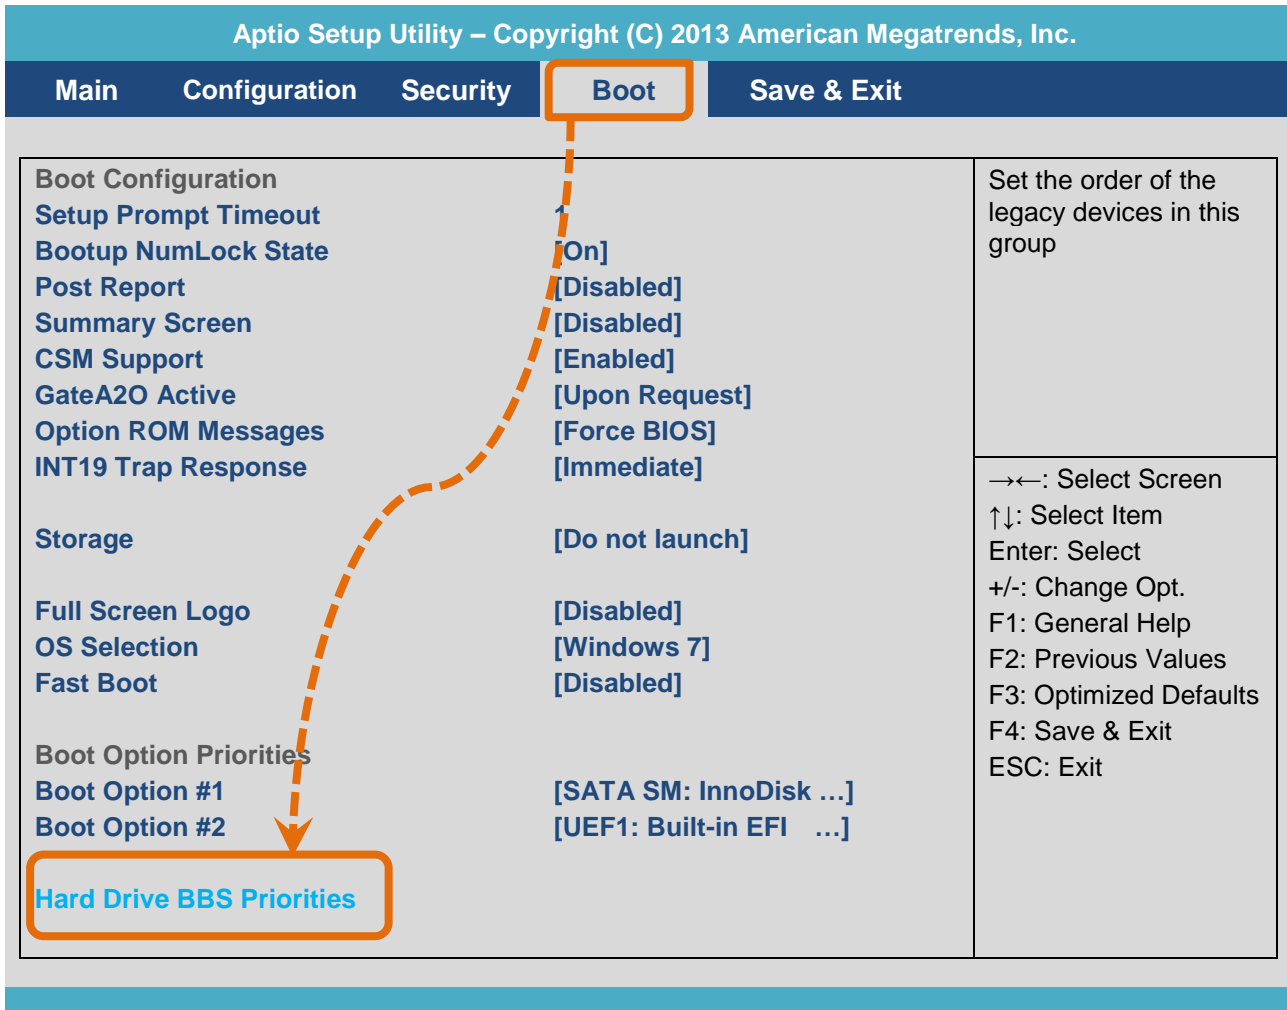 Aptio Setup Utility – Copyright (C) 2013 American Megatrends, Inc.
Main Configuration Security Boot Save & Exit
Boot Configuration
Setup Prompt Timeout 1
Bootup NumLock State [On]
Post Report [Disabled]
Summary Screen [Disabled]
CSM Support [Enabled]
GateA2O Active [Upon Request]
Option ROM Messages [Force BIOS]
INT19 Trap Response [Immediate]
Storage [Do not launch]
Full Screen Logo [Disabled]
OS Selection [Windows 7]
Fast Boot [Disabled]
Boot Option Priorities
Boot Option #1 [SATA SM: InnoDisk …]
Boot Option #2 [UEF1: Built-in EFI …]
Hard Drive BBS Priorities
Set the order of the
legacy devices in this
group
→←: Select Screen
↑↓: Select Item
Enter: Select
+/-: Change Opt.
F1: General Help
F2: Previous Values
F3: Optimized Defaults
F4: Save & Exit
ESC: Exit